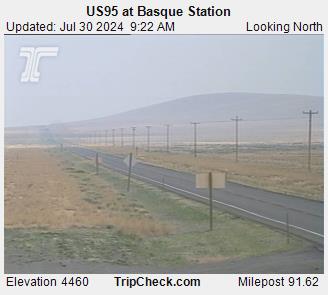 US95 at Basque Station
Updated: Jul 30 2024 9:22 AM Looking North
Elevation 4460 TripCheck.com Milepost 91.62